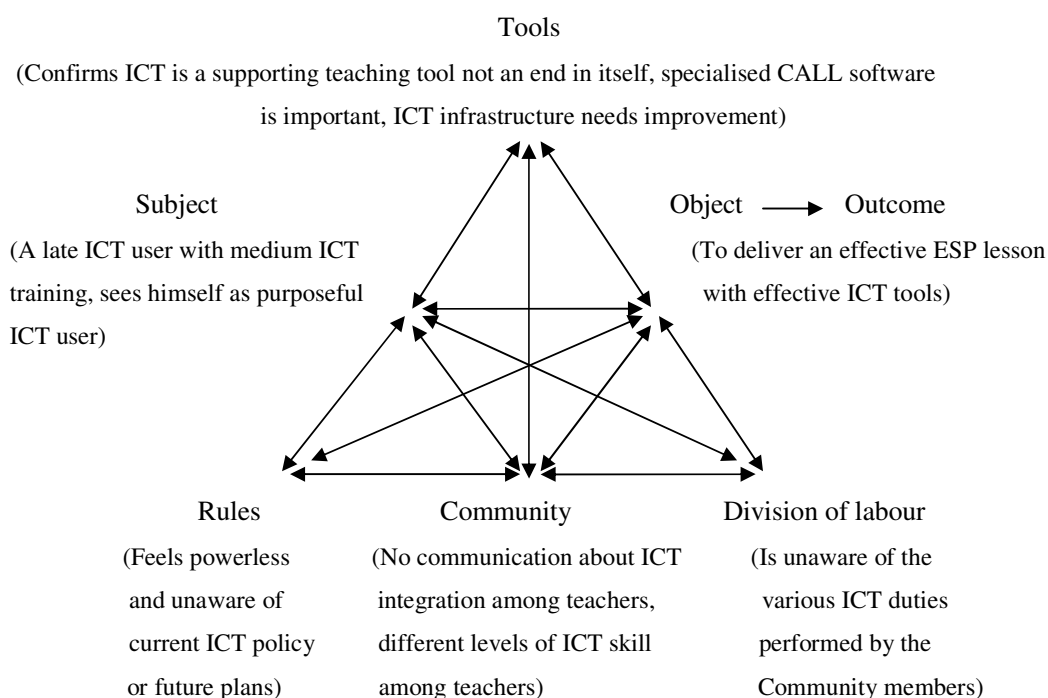 Tools
(Confirms ICT is a supporting teaching tool not an end in itself, specialised CALL software
is important, ICT infrastructure needs improvement)
Subject
(A late ICT user with medium ICT
training, sees himself as purposeful
ICT user)
Object → Outcome
(To deliver an effective ESP lesson
with effective ICT tools)
Rules
(Feels powerless
and unaware of
current ICT policy
or future plans)
Community
(No communication about ICT
integration among teachers,
different levels of ICT skill
among teachers)
Division of labour
(Is unaware of the
various ICT duties
performed by the
Community members)